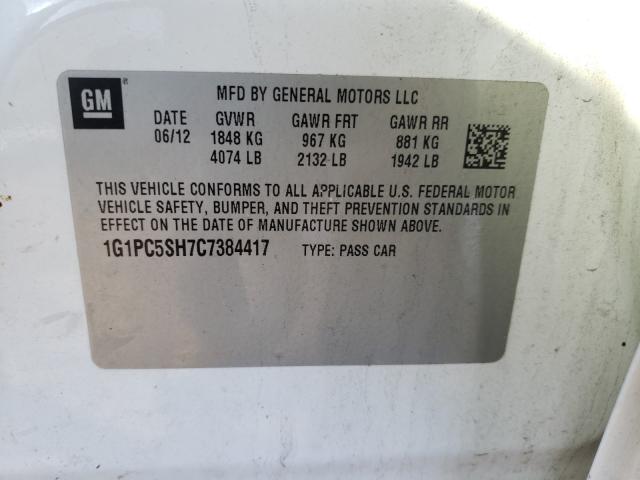 GM ®
MFD BY GENERAL MOTORS LLC
DATE GVWR GAWR FRT GAWR RR
06/12 1848 KG 967 KG 881 KG
4074 LB 2132 LB 1942 LB
THIS VEHICLE CONFORMS TO ALL APPLICABLE U.S. FEDERAL MOTOR
VEHICLE SAFETY, BUMPER, AND THEFT PREVENTION STANDARDS IN
EFFECT ON THE DATE OF MANUFACTURE SHOWN ABOVE.
1G1PC5SH7C7384417 TYPE: PASS CAR